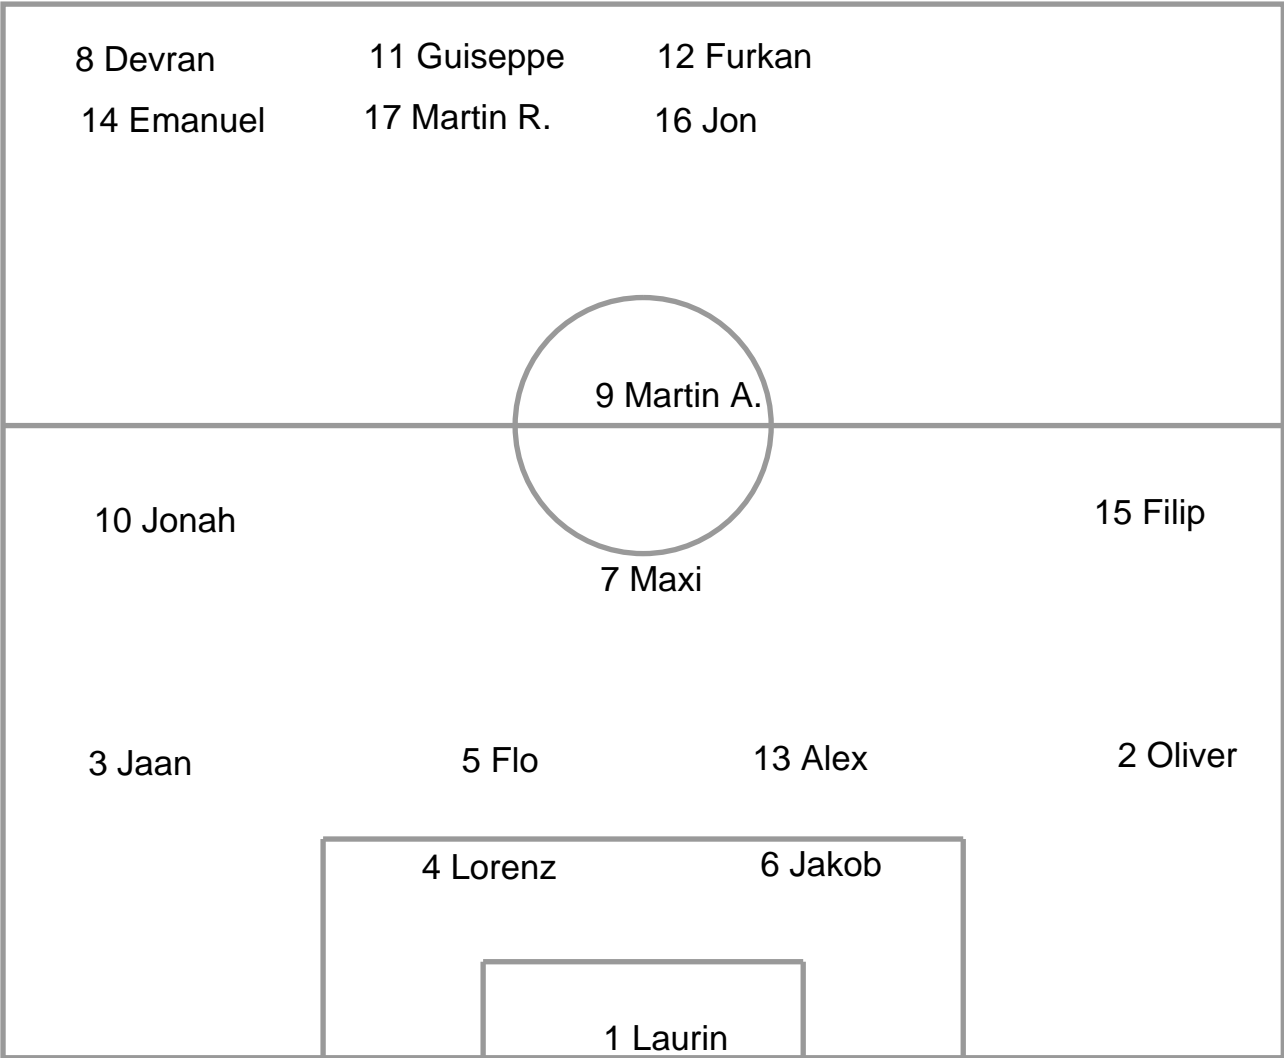 8 Devran 11 Guiseppe 12 Furkan
14 Emanuel 17 Martin R. 16 Jon
9 Martin A.
10 Jonah 15 Filip
7 Maxi
3 Jaan 5 Flo 13 Alex 2 Oliver
4 Lorenz 6 Jakob
1 Laurin